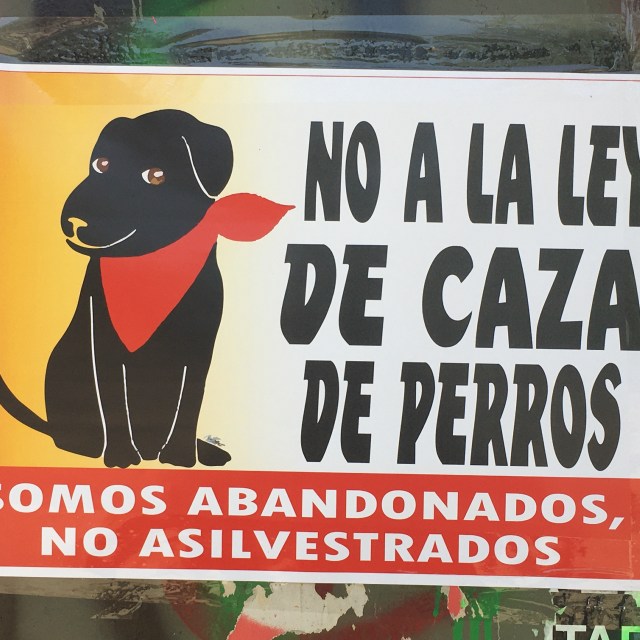 NO A LA LEY
DE CAZA
DE PERROS
SOMOS ABANDONADOS,
NO ASILVESTRADOS